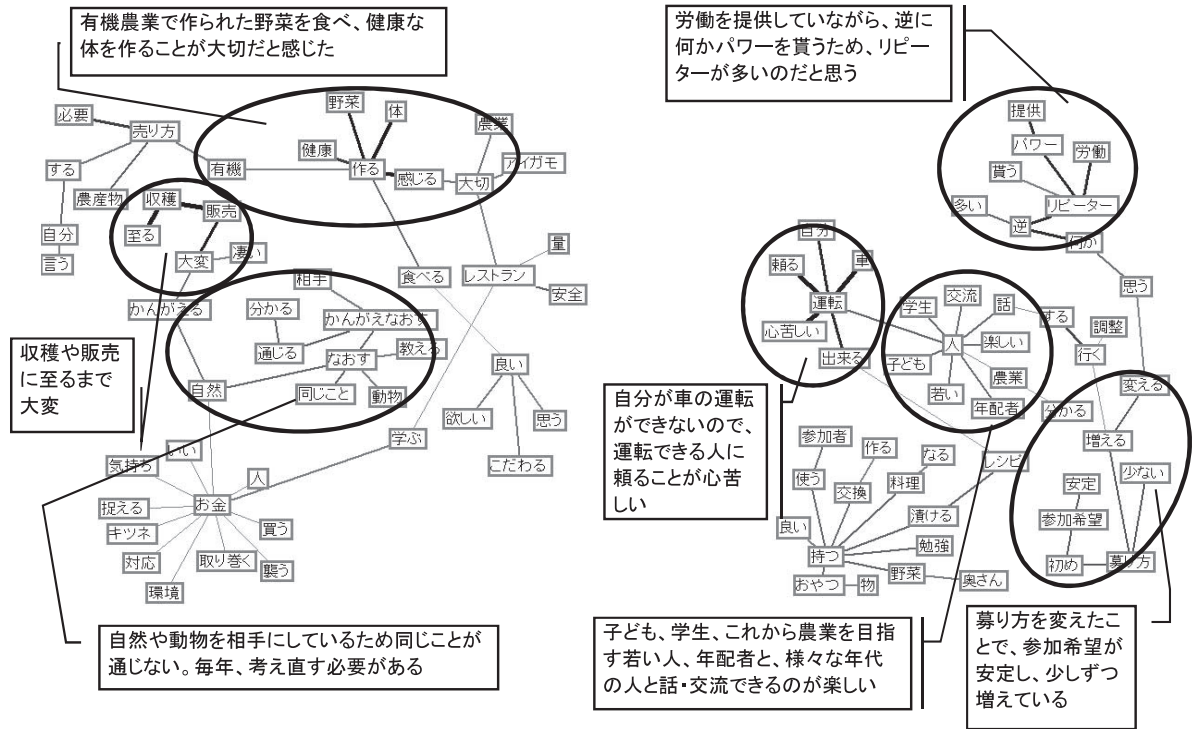 有機農業で作られた野菜を食べ、健康な
体を作ることが大切だと感じた
必要
売り方
する
農産物
自分
言う
有機
野菜
体
健康
作る
感じる
農業
アイガモ
大切
収穫
販売
至る
大変
凄い
かんがえる
相手
分かる
かんがえなおす
通じる
なおす
教える
自然
同じこと
動物
食べる
レストラン
量
安全
良い
欲しい
思う
こだわる
学ぶ
収穫や販売
に至るまで
大変
気持ち
いい
人
お金
捉える
キツネ
買う
対応
取り巻く
襲う
環境
自然や動物を相手にしているため同じことが
通じない。毎年、考え直す必要がある
労働を提供していながら、逆に
何かパワーを貰うため、リピー
ターが多いのだと思う
提供
パワー
労働
貰う
リピーター
多い
逆
何か
思う
自分
頼る
車
運転
心苦しい
出来る
学生
交流
話
する
調整
人
楽しい
行く
子ども
農業
若い
年配者
分かる
変える
増える
少ない
安定
参加希望
初め
募り方
自分が車の運転
ができないので、
運転できる人に
頼ることが心苦
しい
参加者
作る
なる
レシピ
使う
交換
料理
漬ける
良い
持つ
勉強
おやつ
物
野菜
奥さん
子ども、学生、これから農業を目指
す若い人、年配者と、様々な年代
の人と話・交流できるのが楽しい
募り方を変えたこ
とで、参加希望が
安定し、少しずつ
増えている